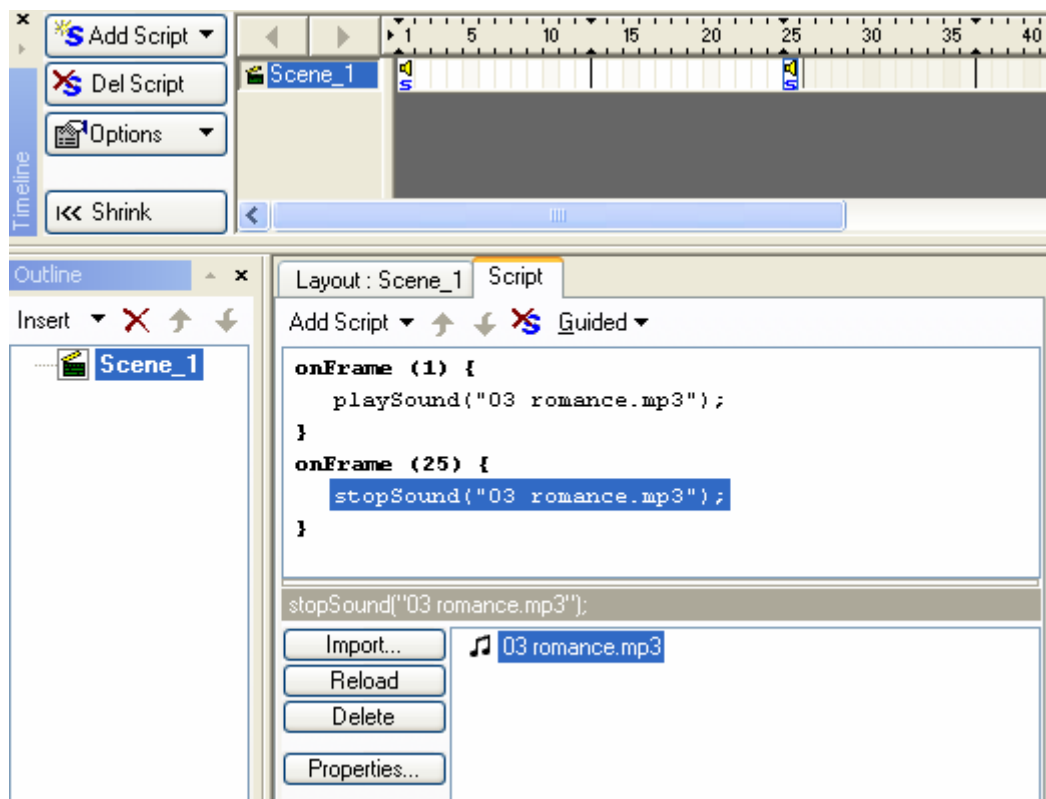 Add Script
Del Script
Options
Shrink
Timeline
1 5 10 15 20 25 30 35 40
Scene_1
Outline
Insert
Scene_1
Layout : Scene_1 Script
Add Script Guided
onFrame (1) {
playSound("03 romance.mp3");
}
onFrame (25) {
stopSound("03 romance.mp3");
}
stopSound("03 romance.mp3");
Import...
Reload
Delete
Properties...
03 romance.mp3